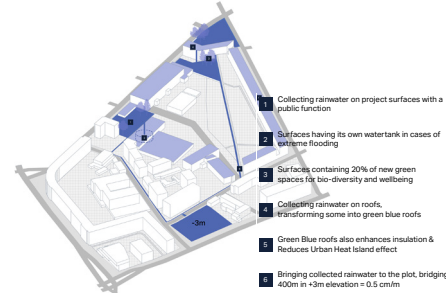 1 Collecting rainwater on project surfaces with a
public function
2 Surfaces having its own watertank in cases of
extreme flooding
3 Surfaces containing 20% of new green
spaces for bio-diversity and wellbeing
4 Collecting rainwater on roofs,
transforming some into green blue roofs
5 Green Blue roofs also enhances insulation &
Reduces Urban Heat Island effect
6 Bringing collected rainwater to the plot, bridging
400m in +3m elevation = 0.5 cm/m
-3m